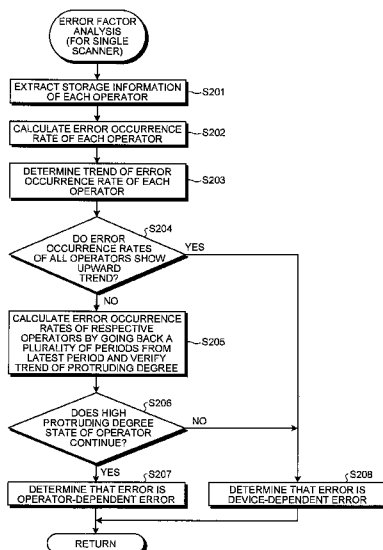 ERROR FACTOR
ANALYSIS
(FOR SINGLE
SCANNER)
EXTRACT STORAGE INFORMATION
OF EACH OPERATOR
S201
CALCULATE ERROR OCCURRENCE
RATE OF EACH OPERATOR
S202
DETERMINE TREND OF ERROR
OCCURRENCE RATE OF EACH
OPERATOR
S203
S204
DO ERROR
OCCURRENCE RATES
OF ALL OPERATORS SHOW
UPWARD
TREND?
YES
NO
CALCULATE ERROR OCCURRENCE
RATES OF RESPECTIVE
OPERATORS BY GOING BACK A
PLURALITY OF PERIODS FROM
LATEST PERIOD AND VERIFY
TREND OF PROTRUDING DEGREE
S205
S206
DOES HIGH
PROTRUDING DEGREE
STATE OF OPERATOR
CONTINUE?
NO
YES
S207
DETERMINE THAT ERROR IS
OPERATOR-DEPENDENT ERROR
S208
DETERMINE THAT ERROR IS
DEVICE-DEPENDENT ERROR
RETURN